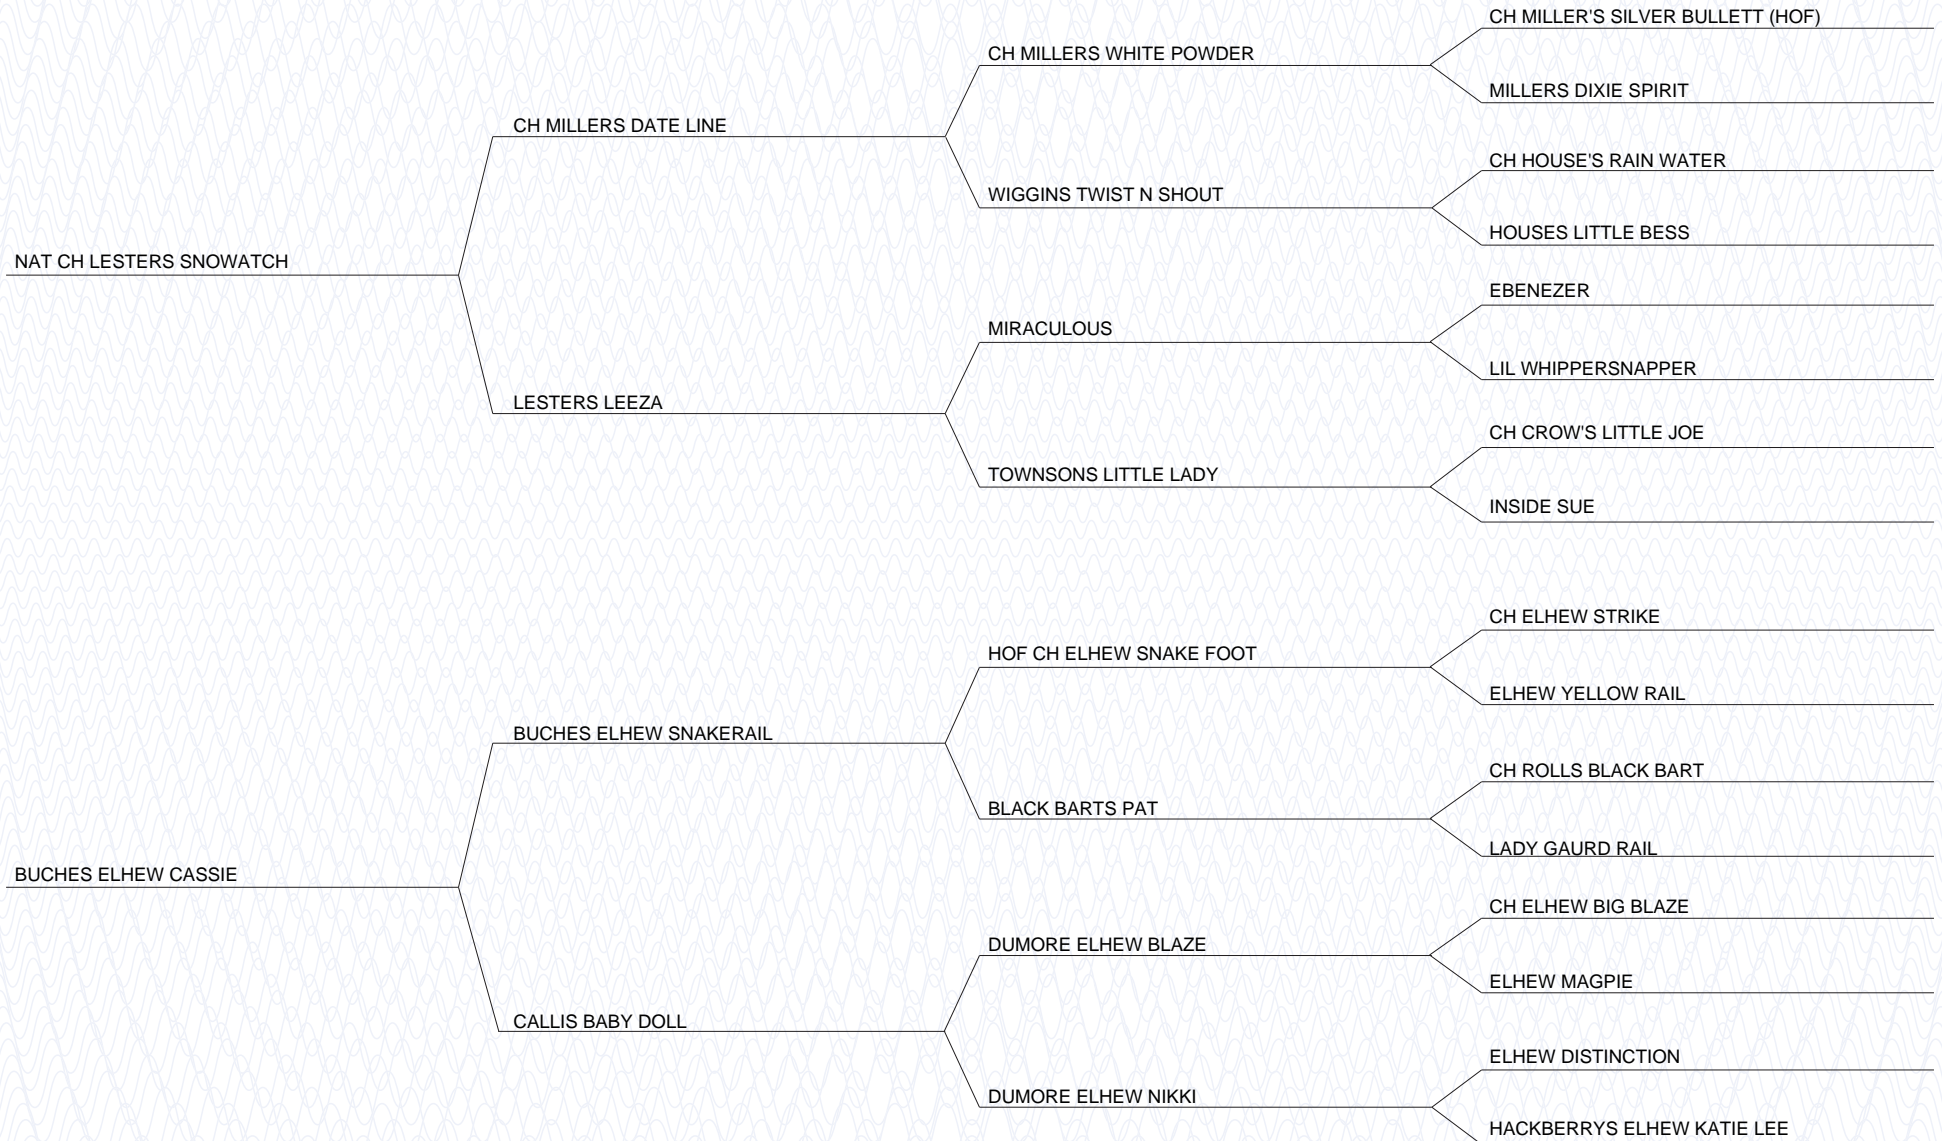 CH MILLER'S SILVER BULLETT (HOF)
CH MILLERS WHITE POWDER
MILLERS DIXIE SPIRIT
CH MILLERS DATE LINE
CH HOUSE'S RAIN WATER
WIGGINS TWIST N SHOUT
HOUSES LITTLE BESS
NAT CH LESTERS SNOWATCH
EBENEZER
MIRACULOUS
LIL WHIPPERSNAPPER
LESTERS LEEZA
CH CROW'S LITTLE JOE
TOWNSONS LITTLE LADY
INSIDE SUE
CH ELHEW STRIKE
HOF CH ELHEW SNAKE FOOT
ELHEW YELLOW RAIL
BUCHES ELHEW SNAKERAIL
CH ROLLS BLACK BART
BLACK BARTS PAT
LADY GAURD RAIL
BUCHES ELHEW CASSIE
CH ELHEW BIG BLAZE
DUMORE ELHEW BLAZE
ELHEW MAGPIE
CALLIS BABY DOLL
ELHEW DISTINCTION
DUMORE ELHEW NIKKI
HACKBERRYS ELHEW KATIE LEE